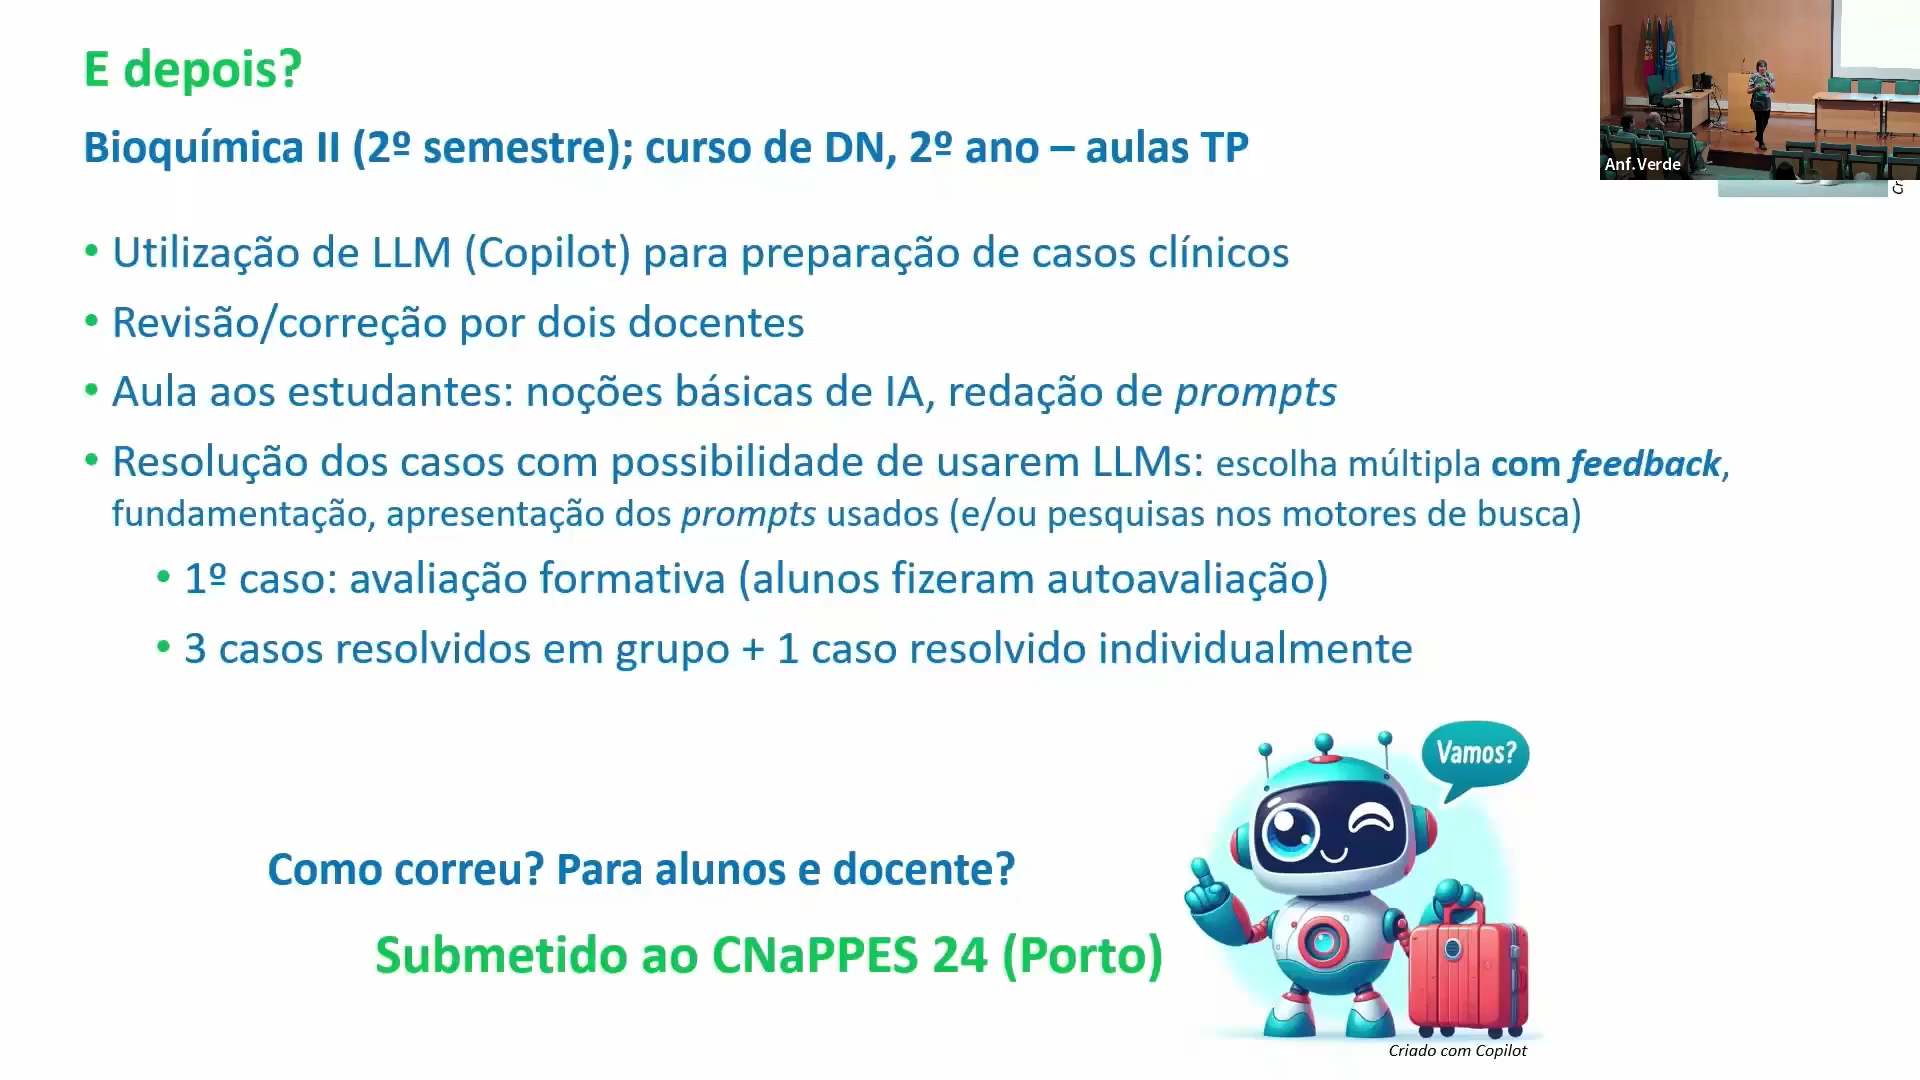 E depois?
Bioquímica II (2º semestre); curso de DN, 2º ano – aulas TP
Anf.Verde
• Utilização de LLM (Copilot) para preparação de casos clínicos
• Revisão/correção por dois docentes
• Aula aos estudantes: noções básicas de IA, redação de prompts
• Resolução dos casos com possibilidade de usarem LLMs: escolha múltipla com feedback,
fundamentação, apresentação dos prompts usados (e/ou pesquisas nos motores de busca)
• 1º caso: avaliação formativa (alunos fizeram autoavaliação)
• 3 casos resolvidos em grupo + 1 caso resolvido individualmente
Vamos?
Como correu? Para alunos e docente?
Submetido ao CNaPPES 24 (Porto)
Criado com Copilot